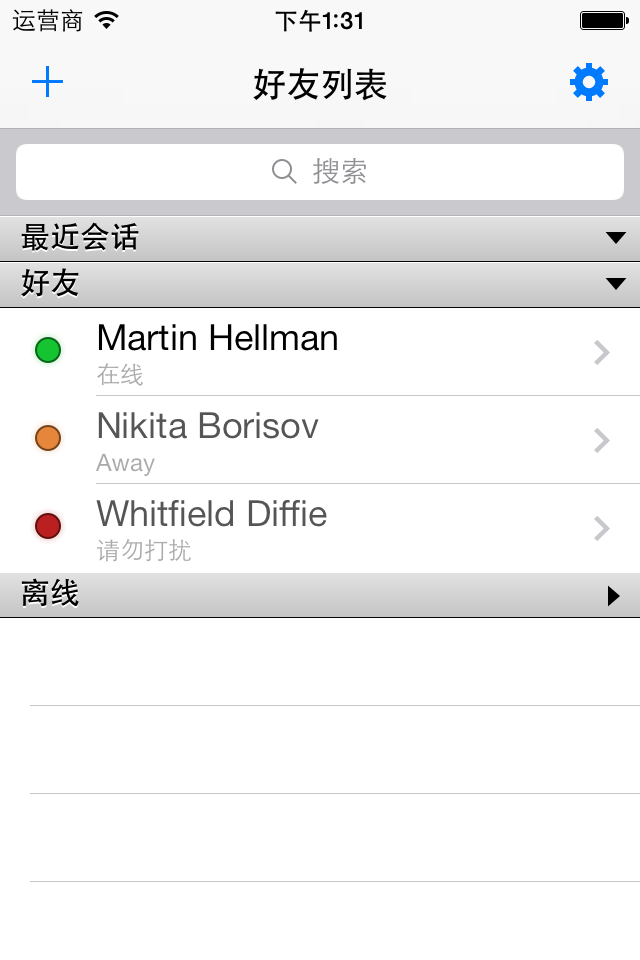 运营商 下午1:31
好友列表
搜索
最近会话
好友
Martin Hellman
在线
Nikita Borisov
Away
Whitfield Diffie
请勿打扰
离线